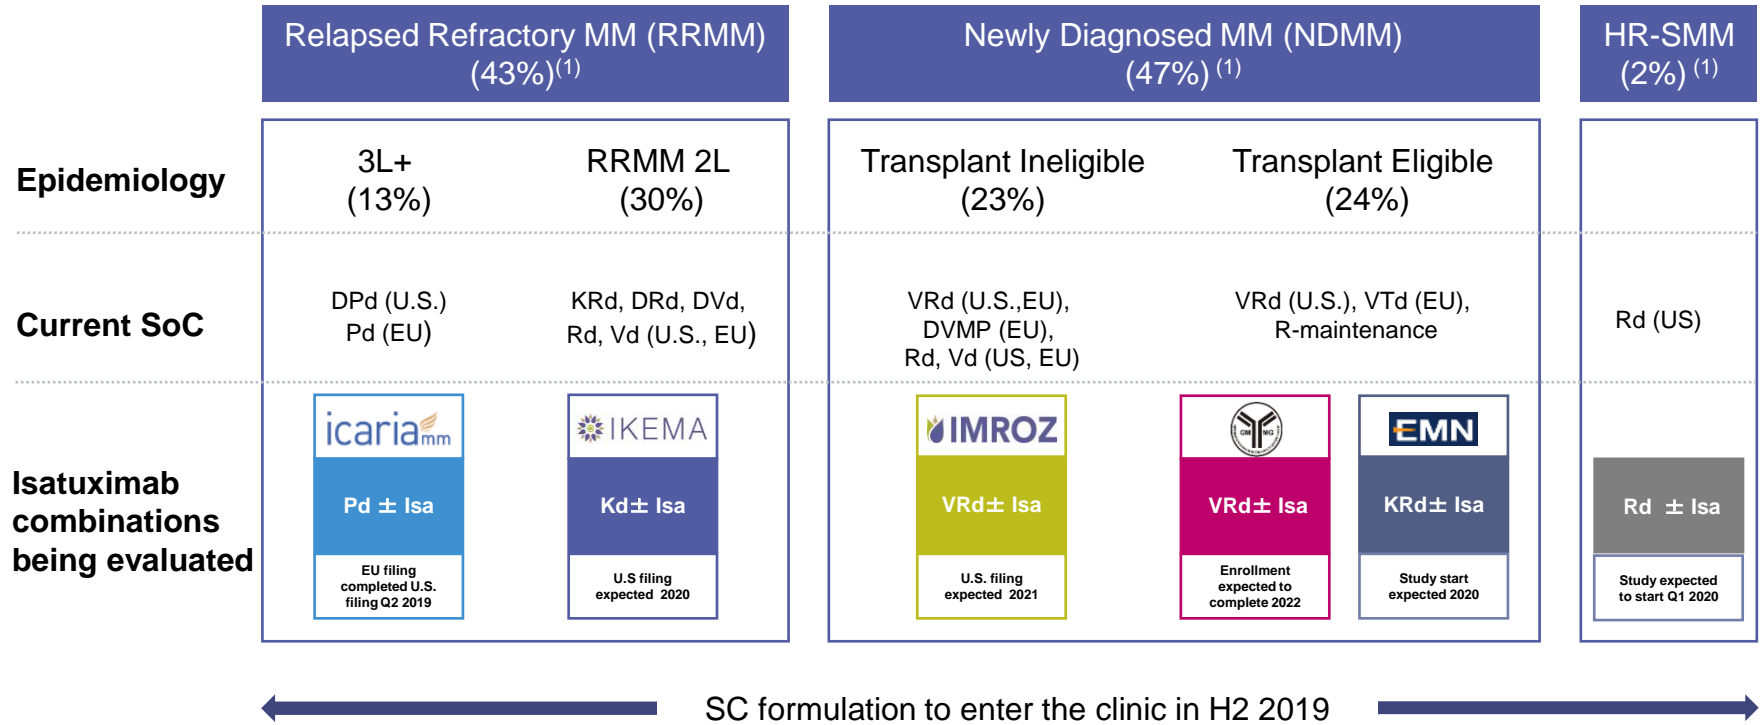 Relapsed Refractory MM (RRMM)
(43%)(1)
Newly Diagnosed MM (NDMM)
(47%) (1)
HR-SMM
(2%) (1)
Epidemiology
3L+
(13%)
RRMM 2L
(30%)
Transplant Ineligible
(23%)
Transplant Eligible
(24%)
Current SoC
DPd (U.S.)
Pd (EU)
KRd, DRd, DVd,
Rd, Vd (U.S., EU)
VRd (U.S.,EU),
DVMP (EU),
Rd, Vd (US, EU)
VRd (U.S.), VTd (EU),
R-maintenance
Rd (US)
Isatuximab
combinations
being evaluated
icaria mm
Pd ± Isa
EU filing
completed U.S.
filing Q2 2019
IKEMA
Kd± Isa
U.S filing
expected 2020
IMROZ
VRd± Isa
U.S. filing
expected 2021
GM MG
VRd± Isa
Enrollment
expected to
complete 2022
EMN
KRd± Isa
Study start
expected 2020
Rd ± Isa
Study expected
to start Q1 2020
SC formulation to enter the clinic in H2 2019